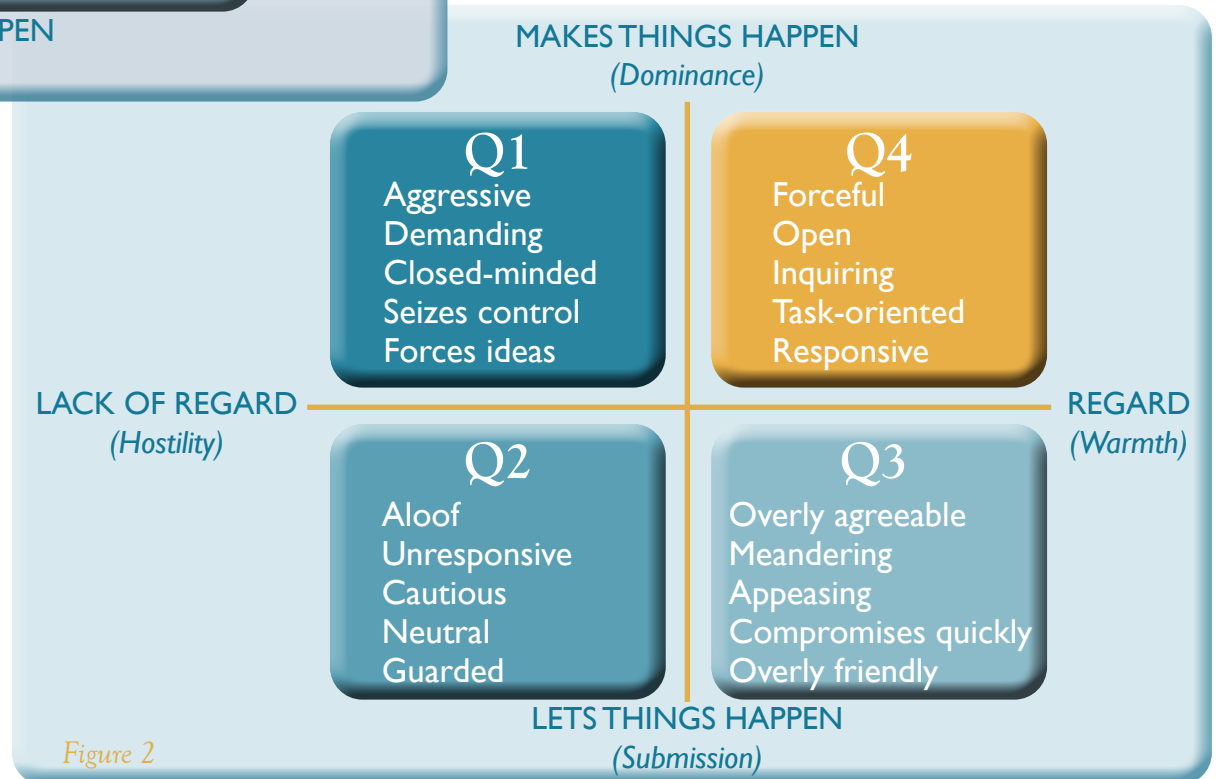 PEN
MAKES THINGS HAPPEN
(Dominance)
Q1
Aggressive
Demanding
Closed-minded
Seizes control
Forces ideas
Q4
Forceful
Open
Inquiring
Task-oriented
Responsive
LACK OF REGARD
(Hostility)
REGARD
(Warmth)
Q2
Aloof
Unresponsive
Cautious
Neutral
Guarded
Q3
Overly agreeable
Meandering
Appeasing
Compromises quickly
Overly friendly
LETS THINGS HAPPEN
(Submission)
Figure 2